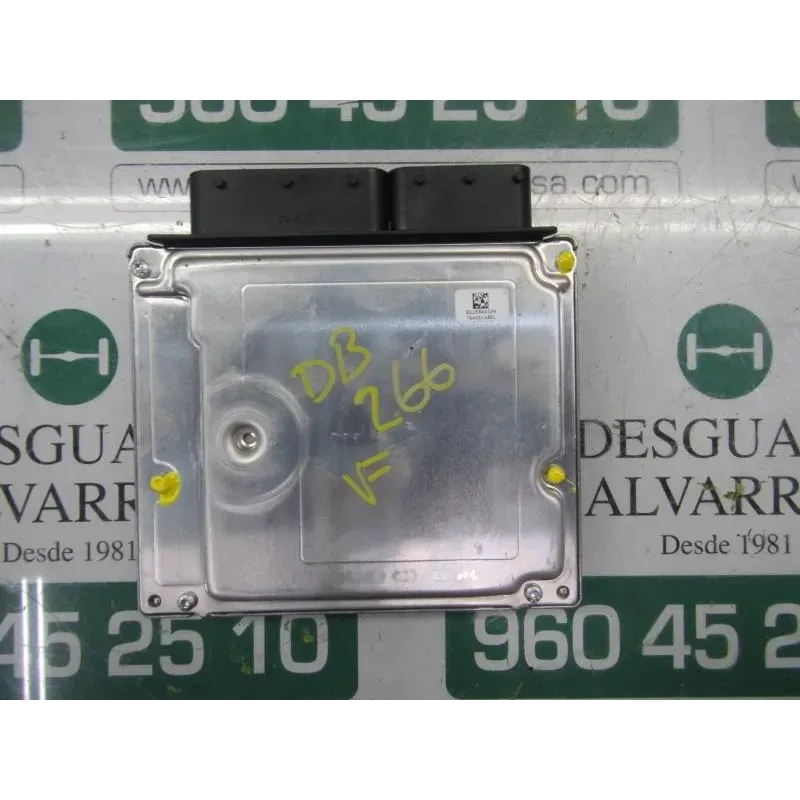 960 45 25 10
www
sa.com
DB
266
VF
DESGUA
ALVARR
Desde 1981
DESGUA
ALVARR
Desde 1981
45 25 10
960 45 2